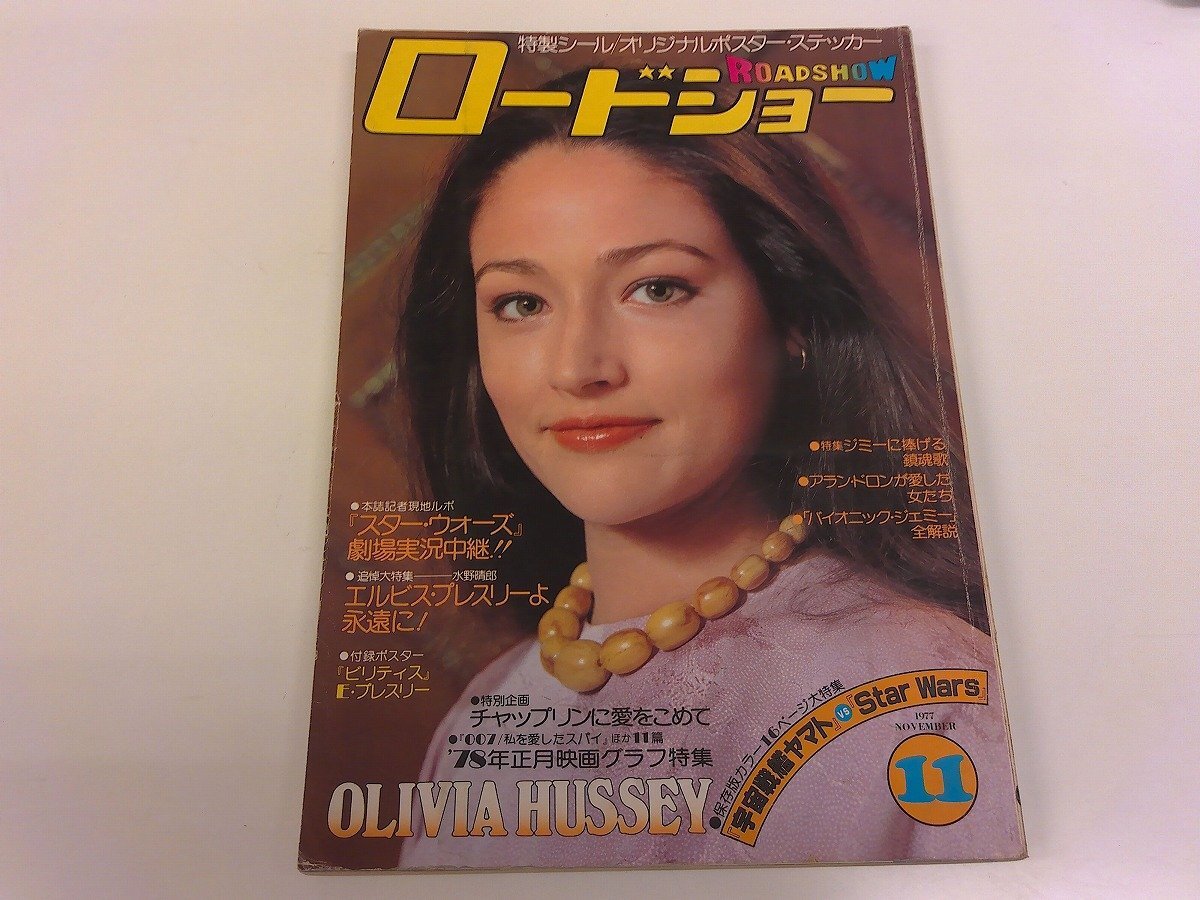 特製シール/オリジナルポスター・ステッカー
ロードショー
ROADSHOW
●特集ジミーに捧げる
鎮魂歌
●アラン・ドロンが愛した
女たち
●「バイオニック・ジェミー」
全解説
●本誌記者現地ルポ
『スター・ウォーズ』
劇場実況中継!!
●追悼大特集――水野晴郎
エルビス・プレスリーよ
永遠に!
●付録ポスター
『ビリティス』
E・プレスリー
●特別企画
チャップリンに愛をこめて
●『007/私を愛したスパイ』ほか11篇
'78年正月映画グラフ特集
●保存版カラー16ページ大特集
『宇宙戦艦ヤマト』vs『Star Wars』
1977
NOVEMBER
11
OLIVIA HUSSEY